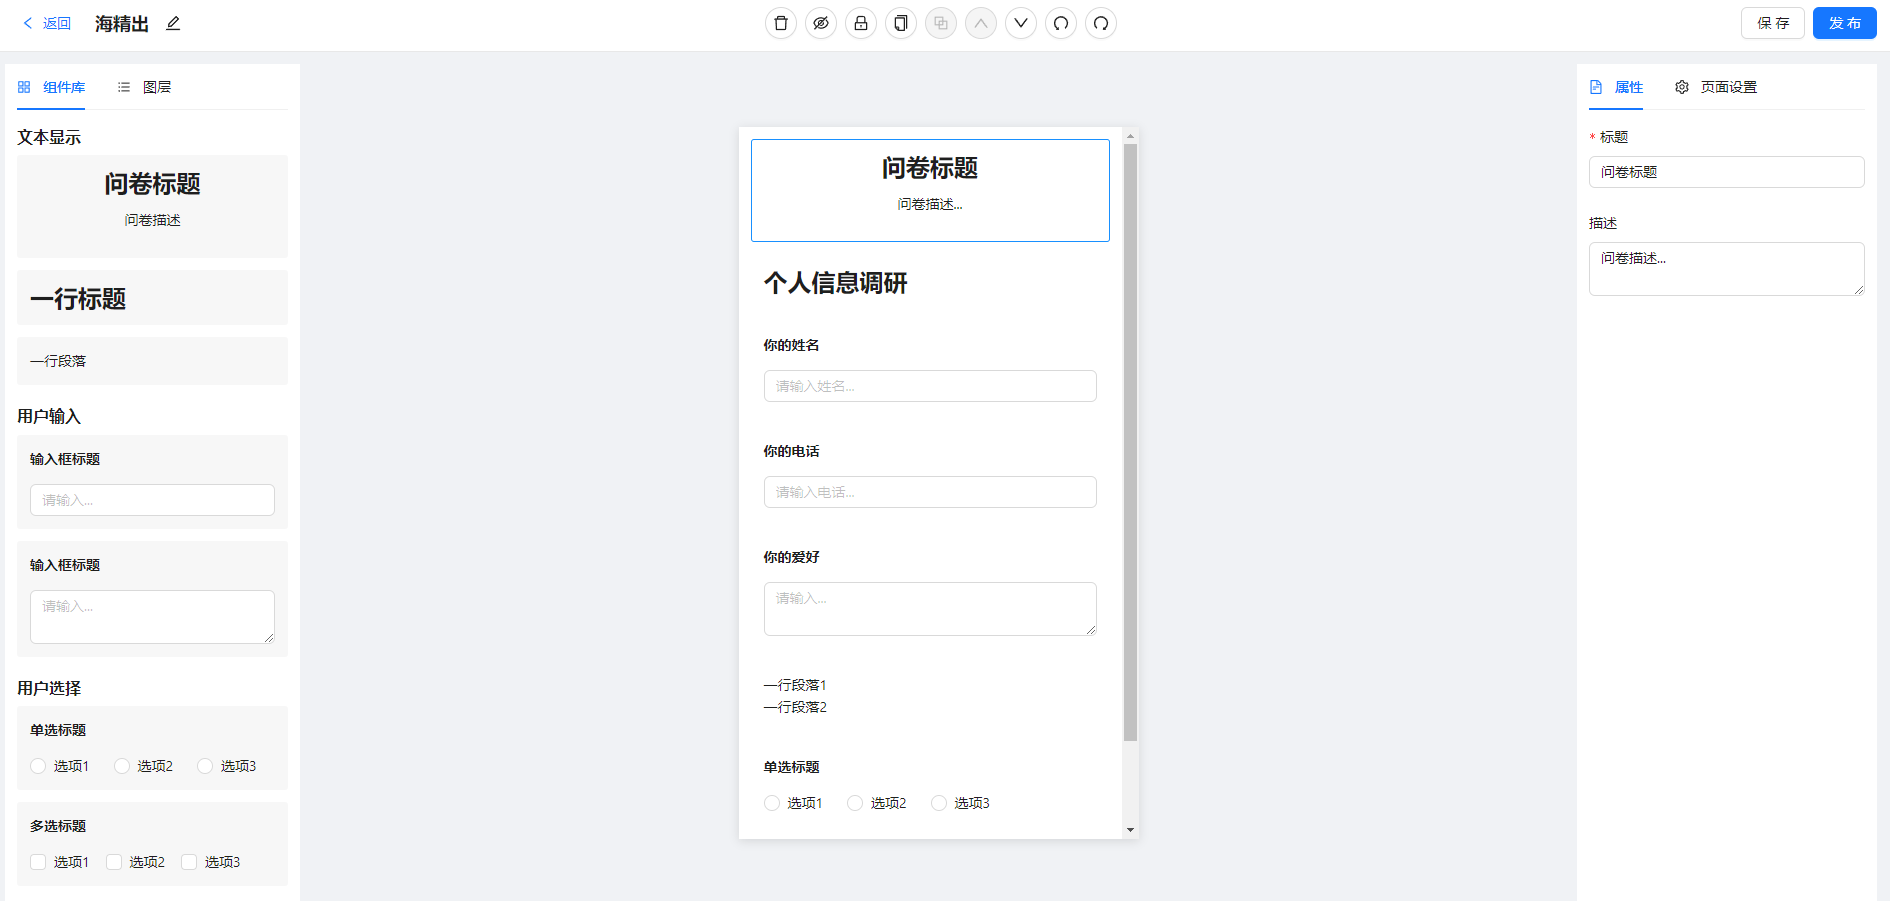 返回 海精出
保 存 发 布
组件库 图层
文本显示
问卷标题
问卷描述
一行标题
一行段落
用户输入
输入框标题
请输入...
输入框标题
请输入...
用户选择
单选标题
选项1 选项2 选项3
多选标题
选项1 选项2 选项3
问卷标题
问卷描述...
个人信息调研
你的姓名
请输入姓名...
你的电话
请输入电话...
你的爱好
请输入...
一行段落1
一行段落2
单选标题
选项1 选项2 选项3
属性 页面设置
* 标题
问卷标题
描述
问卷描述...